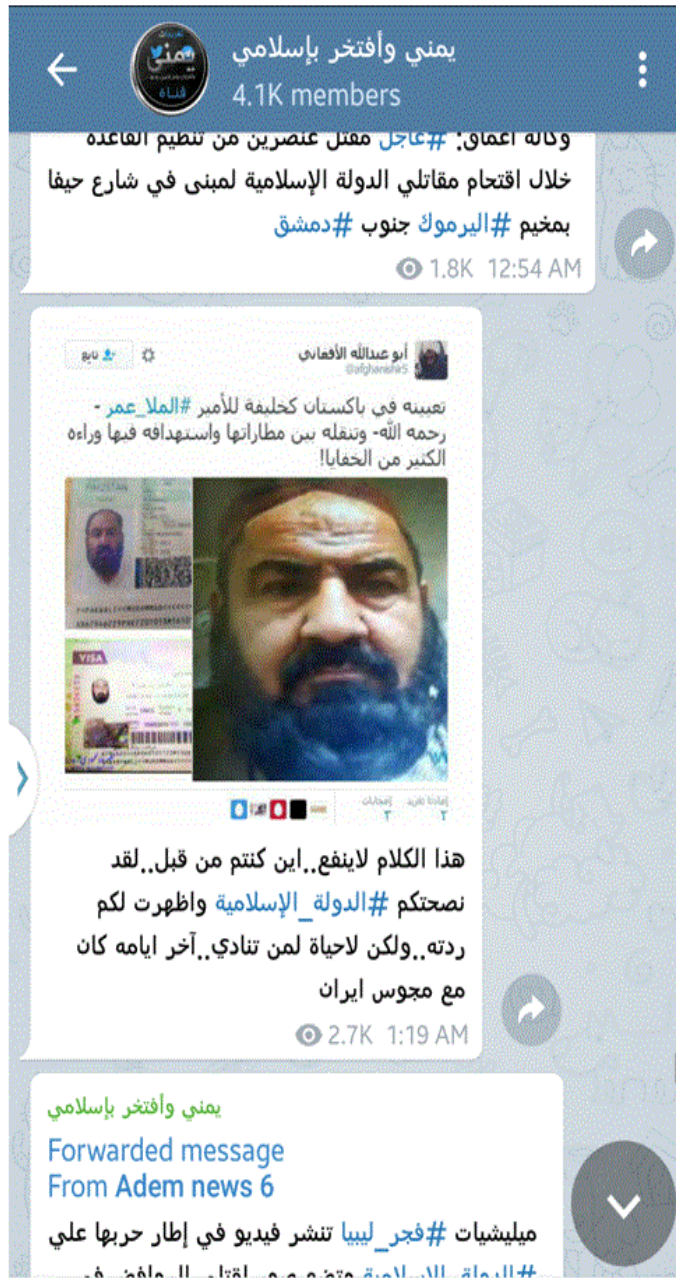 يمني وأفتخر بإسلامي
4.1K members
وكالة أعماق: #عاجل مقتل عنصرين من تنظيم القاعدة
خلال اقتحام مقاتلي الدولة الإسلامية لمبنى في شارع حيفا
بمخيم #اليرموك جنوب #دمشق
1.8K 12:54 AM
أبو عبدالله الأفغاني
تابع
تعيينه في باكستان كخليفة للأمير #الملا_عمر -
رحمه الله- وتنقله بين مطاراتها واستهدافه فيها وراءه
الكثير من الخفايا!
VISA
هذا الكلام لاينفع..اين كنتم من قبل..لقد
نصحتكم #الدولة_الإسلامية واظهرت لكم
ردته..ولكن لاحياة لمن تنادي..آخر ايامه كان
مع مجوس ايران
2.7K 1:19 AM
يمني وأفتخر بإسلامي
Forwarded message
From Adem news 6
ميليشيات #فجر_ليبيا تنشر فيديو في إطار حربها علي
#الدولة_الإسلامية